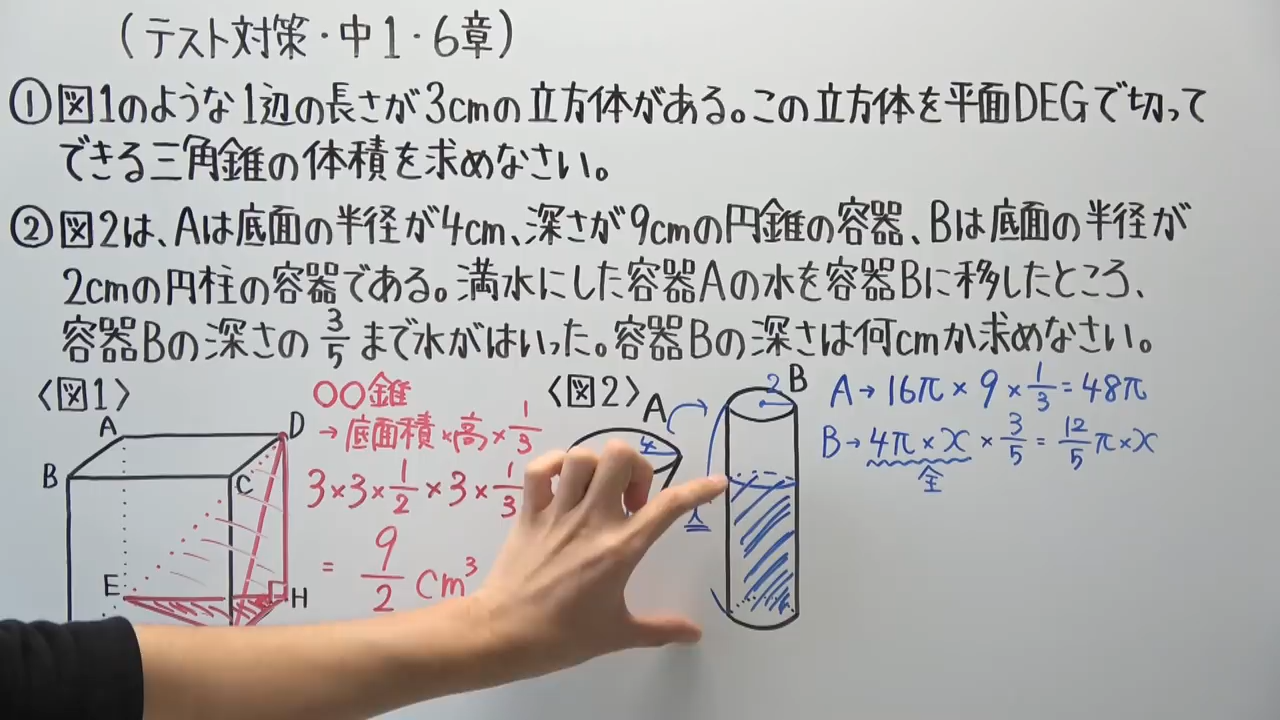 (テスト対策・中1・6章)
①図1のような1辺の長さが3cmの立方体がある。この立方体を平面DEGで切って
できる三角錐の体積を求めなさい。
②図2は、Aは底面の半径が4cm、深さが9cmの円錐の容器、Bは底面の半径が
2cmの円柱の容器である。満水にした容器Aの水を容器Bに移したところ、
容器Bの深さの3/5まで水がはいった。容器Bの深さは何cmか求めなさい。
〈図1〉
A
D
B
C
E
H
〇〇錐
→底面積×高×1/3
3×3×1/2×3×1/3
= 9/2 cm³
〈図2〉
A
4
B
2
A→16π×9×1/3=48π
B→4π×x×3/5=12/5π×x
全